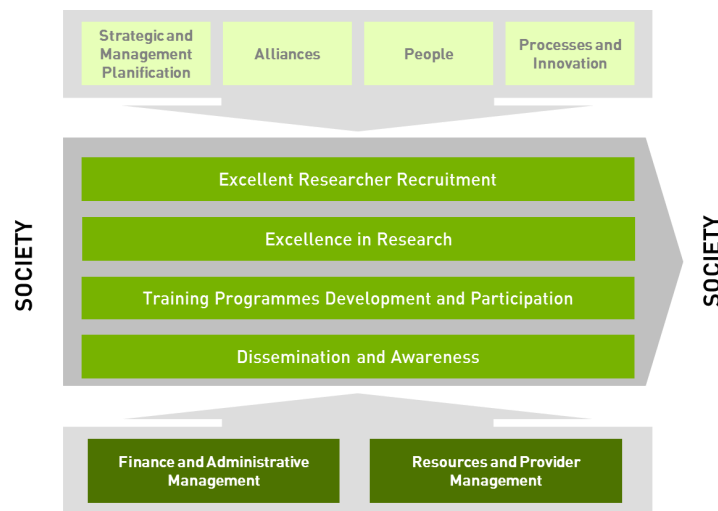 Strategic and
Management
Planification
Alliances
People
Processes and
Innovation
SOCIETY
Excellent Researcher Recruitment
Excellence in Research
Training Programmes Development and Participation
Dissemination and Awareness
SOCIETY
Finance and Administrative
Management
Resources and Provider
Management